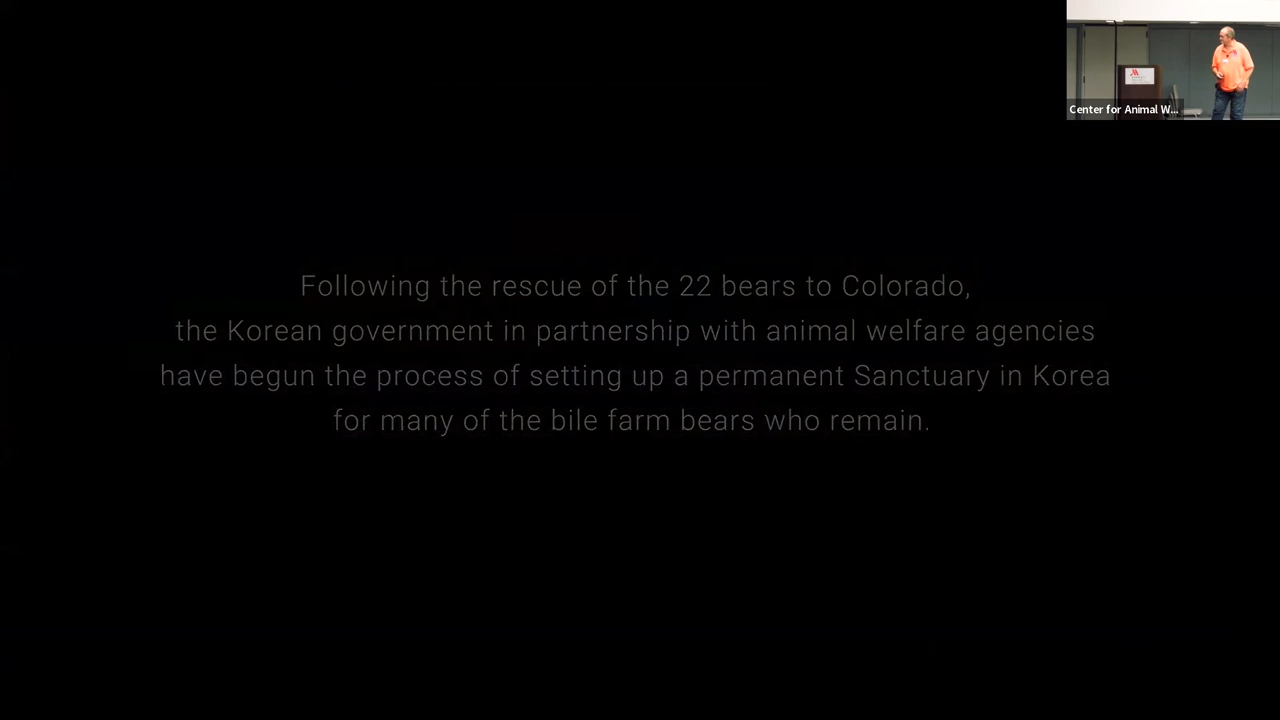 Center for Animal W...
Following the rescue of the 22 bears to Colorado,
the Korean government in partnership with animal welfare agencies
have begun the process of setting up a permanent Sanctuary in Korea
for many of the bile farm bears who remain.